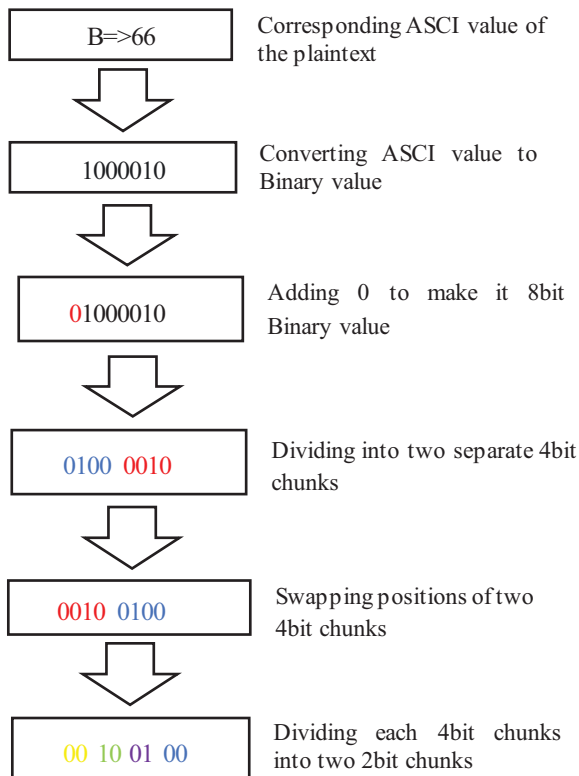 B=>66
Corresponding ASCI value of
the plaintext
1000010
Converting ASCI value to
Binary value
01000010
Adding 0 to make it 8bit
Binary value
0100 0010
Dividing into two separate 4bit
chunks
0010 0100
Swapping positions of two
4bit chunks
00 10 01 00
Dividing each 4bit chunks
into two 2bit chunks